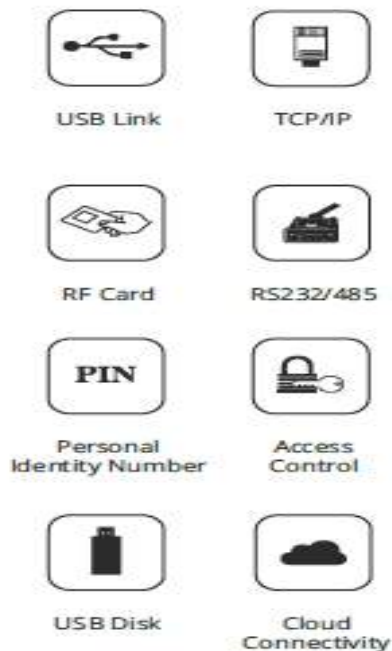 USB Link
TCP/IP
RF Card
RS232/485
PIN
Personal
Identity Number
Access
Control
USB Disk
Cloud
Connectivity